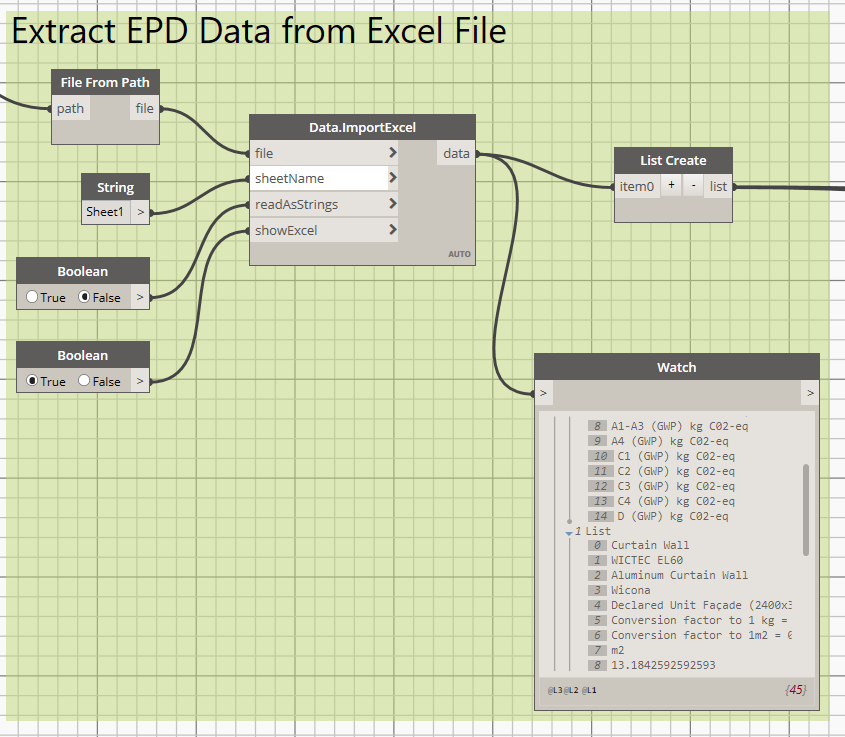 Extract EPD Data from Excel File
File From Path
path file
Data.ImportExcel
file > data
sheetName >
readAsStrings >
showExcel >
AUTO
String
Sheet1 >
Boolean
True False >
Boolean
True False >
List Create
item0 + - list
Watch
> >
8 A1-A3 (GWP) kg C02-eq
9 A4 (GWP) kg C02-eq
10 C1 (GWP) kg C02-eq
11 C2 (GWP) kg C02-eq
12 C3 (GWP) kg C02-eq
13 C4 (GWP) kg C02-eq
14 D (GWP) kg C02-eq
1 List
0 Curtain Wall
1 WICTEC EL60
2 Aluminum Curtain Wall
3 Wicona
4 Declared Unit Façade (2400x
5 Conversion factor to 1 kg =
6 Conversion factor to 1m2 =
7 m2
8 13.1842592592593
@L3 @L2 @L1 {45}